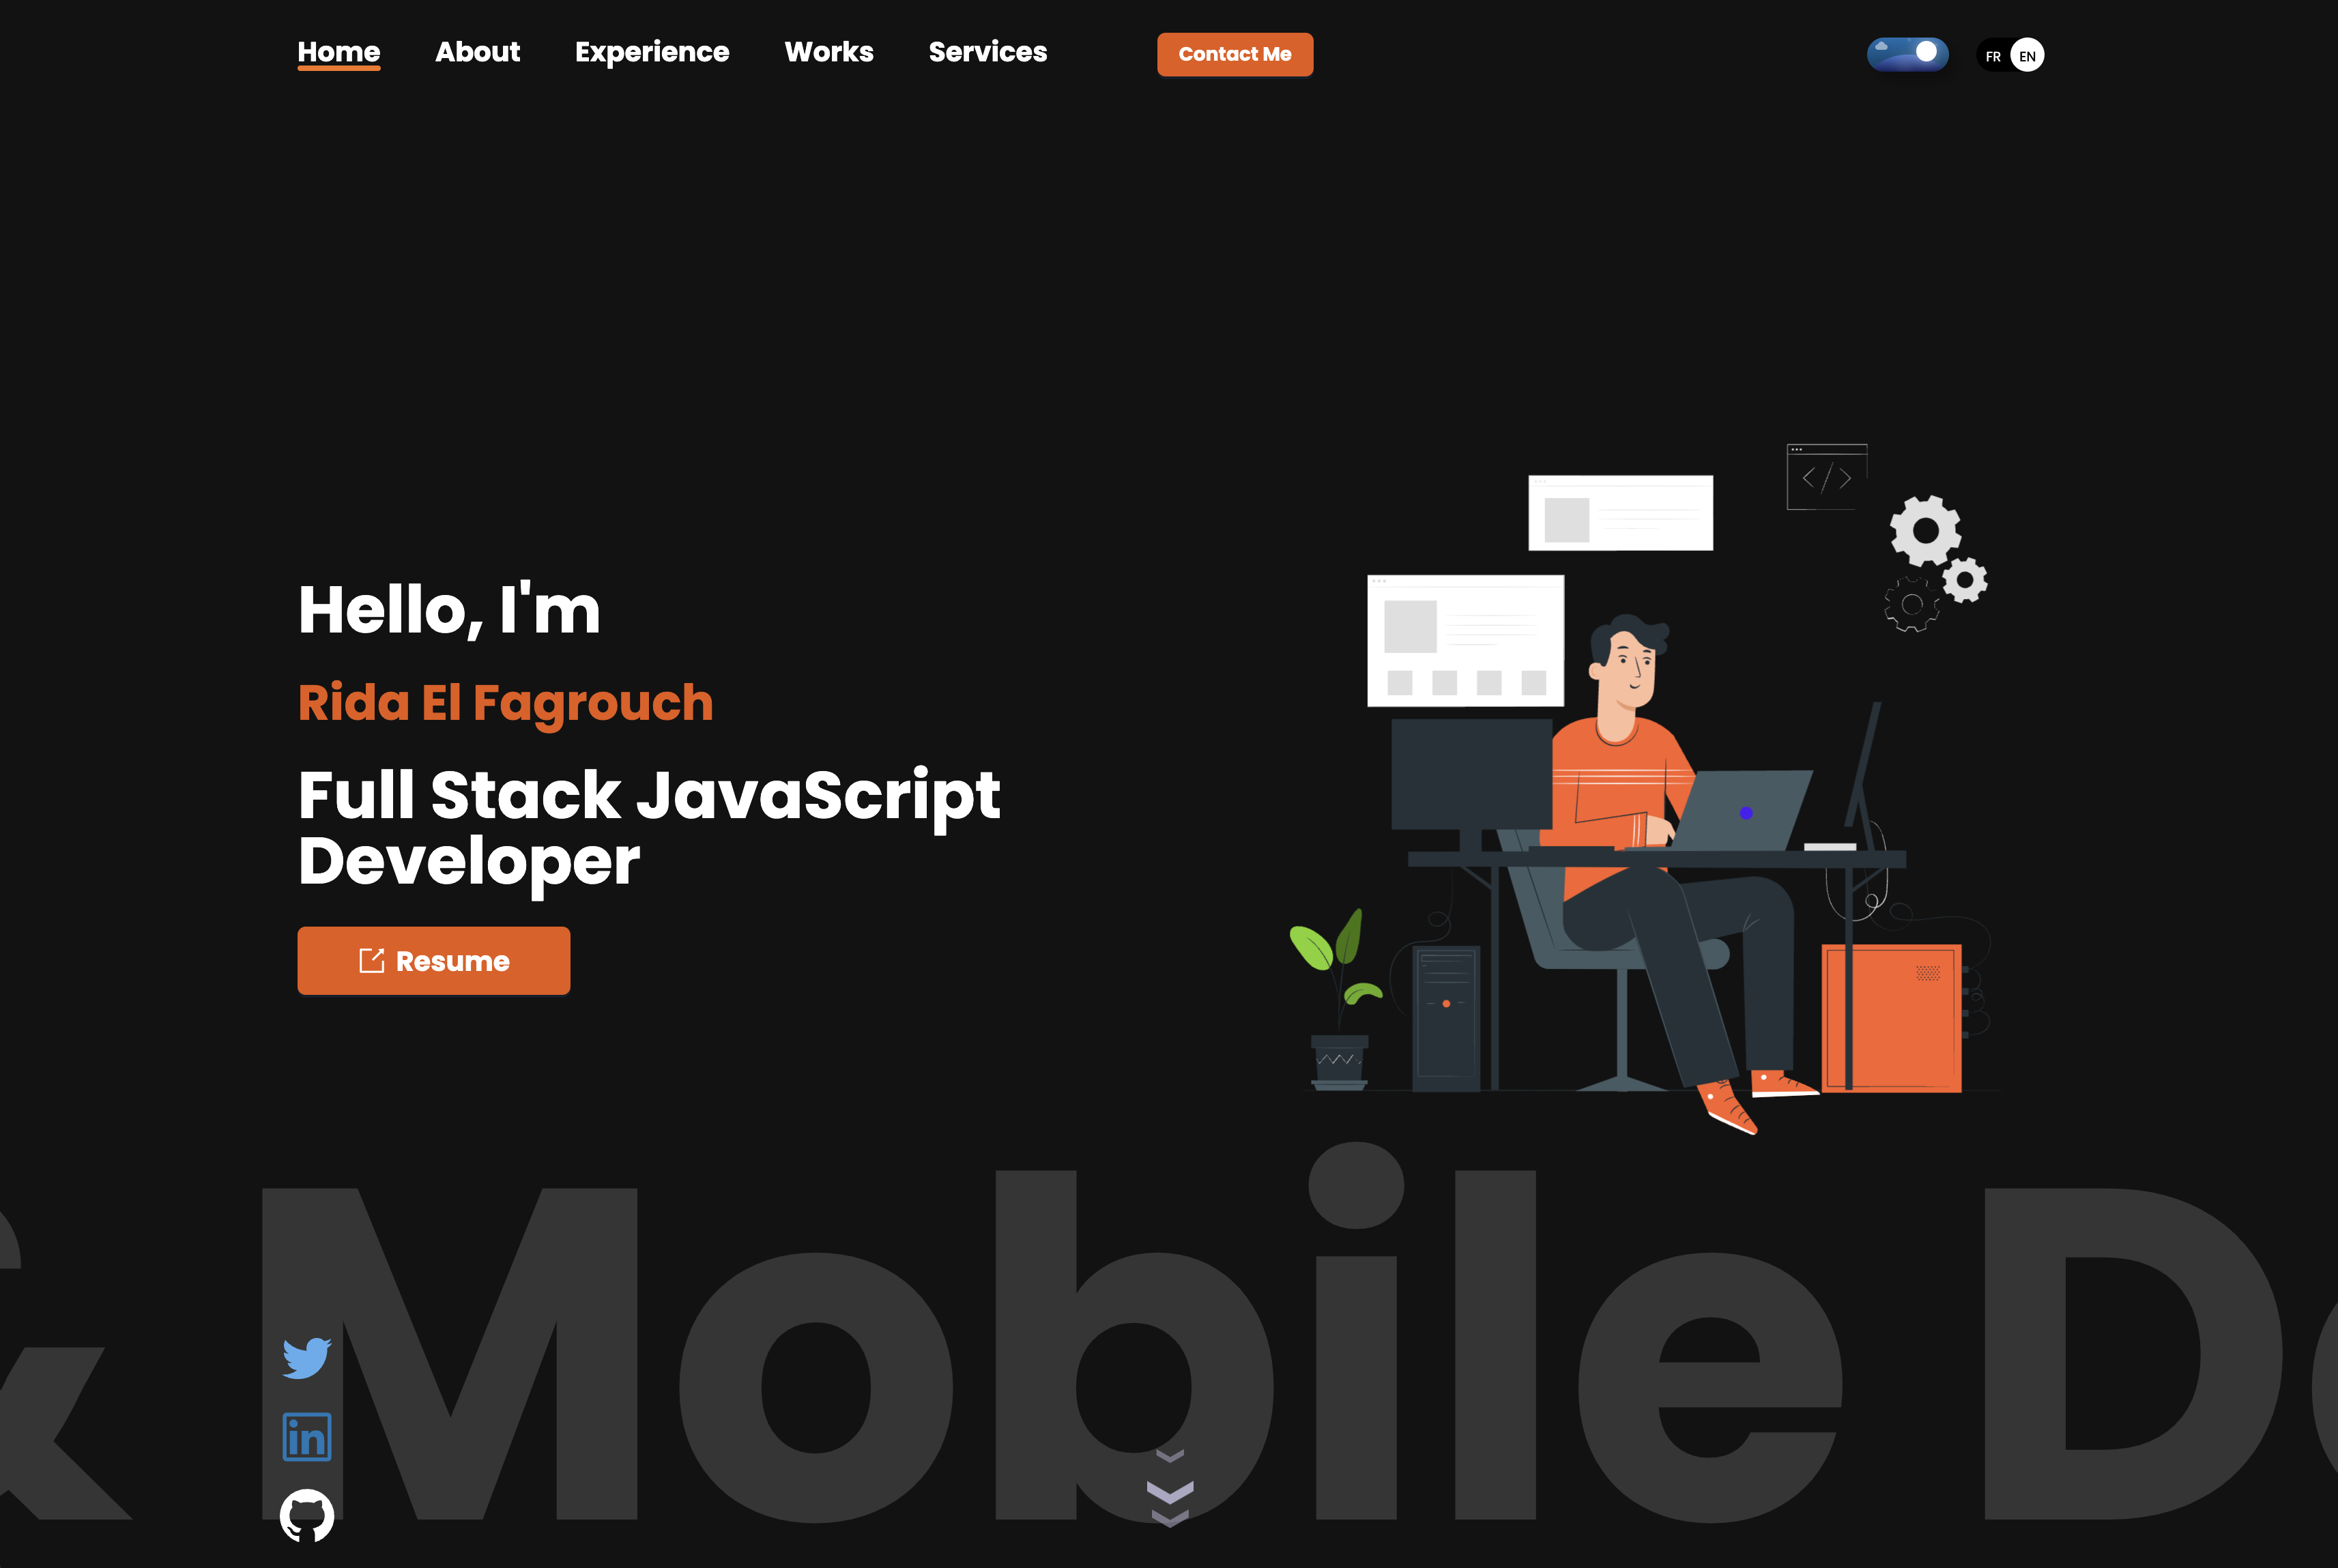 Home About Experience Works Services Contact Me FR EN
</>
Hello, I'm
Rida El Fagrouch
Full Stack JavaScript
Developer
Resume
& Mobile D
in